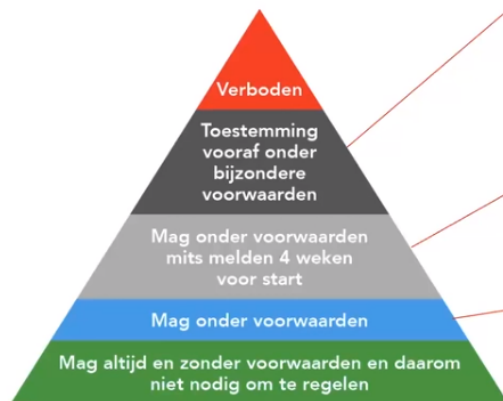 Verboden
Toestemming
vooraf onder
bijzondere
voorwaarden
Mag onder voorwaarden
mits melden 4 weken
voor start
Mag onder voorwaarden
Mag altijd en zonder voorwaarden en daarom
niet nodig om te regelen